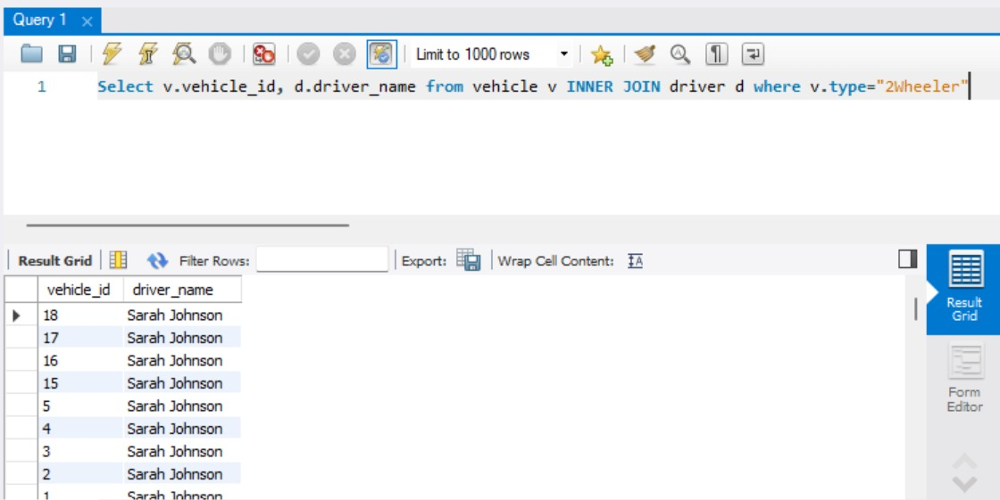 Query 1
Limit to 1000 rows
1 Select v.vehicle_id, d.driver_name from vehicle v INNER JOIN driver d where v.type="2Wheeler"
Result Grid Filter Rows: Export: Wrap Cell Content:
vehicle_id driver_name
18 Sarah Johnson
17 Sarah Johnson
16 Sarah Johnson
15 Sarah Johnson
5 Sarah Johnson
4 Sarah Johnson
3 Sarah Johnson
2 Sarah Johnson
1 Sarah Johnson
Result
Grid
Form
Editor